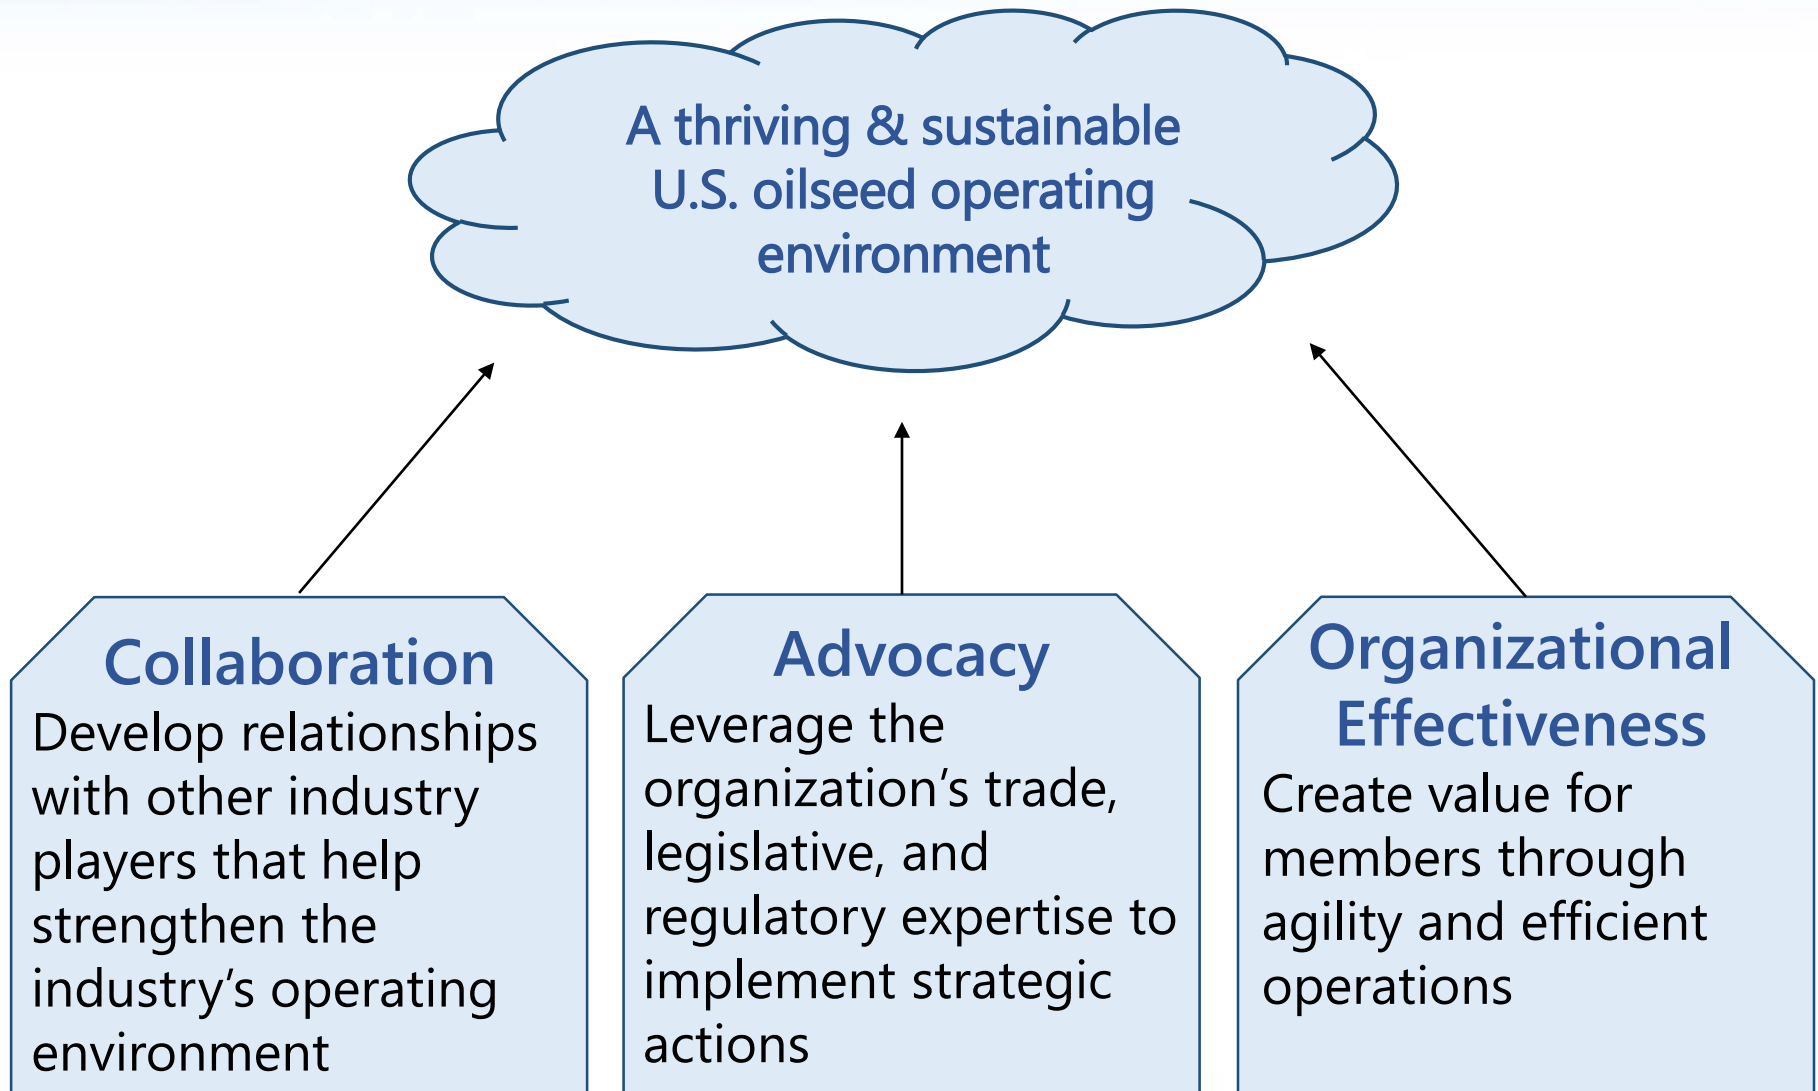 A thriving & sustainable
U.S. oilseed operating
environment
Collaboration
Develop relationships
with other industry
players that help
strengthen the
industry’s operating
environment
Advocacy
Leverage the
organization’s trade,
legislative, and
regulatory expertise to
implement strategic
actions
Organizational
Effectiveness
Create value for
members through
agility and efficient
operations